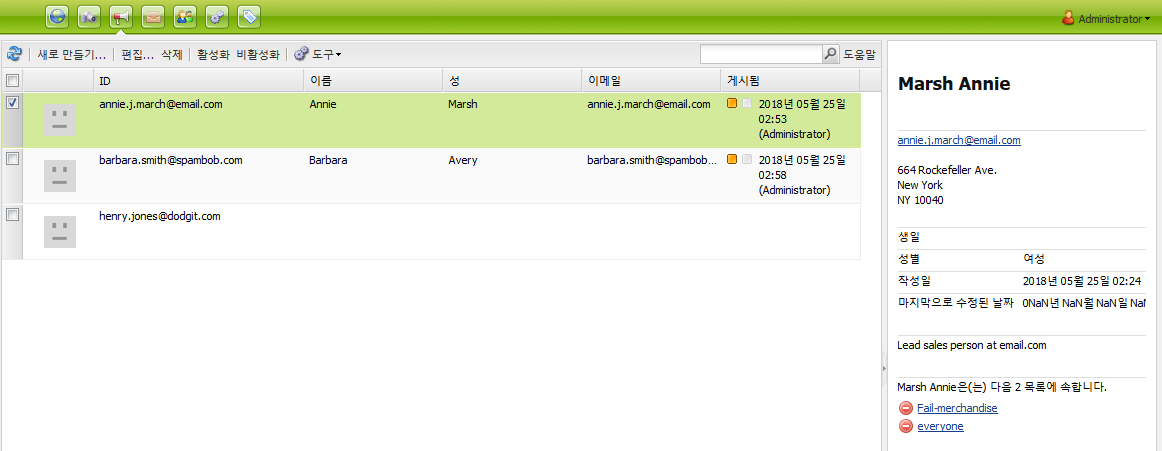 Administrator
새로 만들기... 편집... 삭제 활성화 비활성화 도구 도움말
ID 이름 성 이메일 게시됨
annie.j.march@email.com Annie Marsh annie.j.march@email.com 2018년 05월 25일
02:53
(Administrator)
barbara.smith@spambob.com Barbara Avery barbara.smith@spambob... 2018년 05월 25일
02:58
(Administrator)
henry.jones@dodgit.com
Marsh Annie
annie.j.march@email.com
664 Rockefeller Ave.
New York
NY 10040
생일
성별 여성
작성일 2018년 05월 25일 02:24
마지막으로 수정된 날짜 0NaN년 NaN월 NaN일 NaN
Lead sales person at email.com
Marsh Annie은(는) 다음 2 목록에 속합니다.
Fail-merchandise
everyone